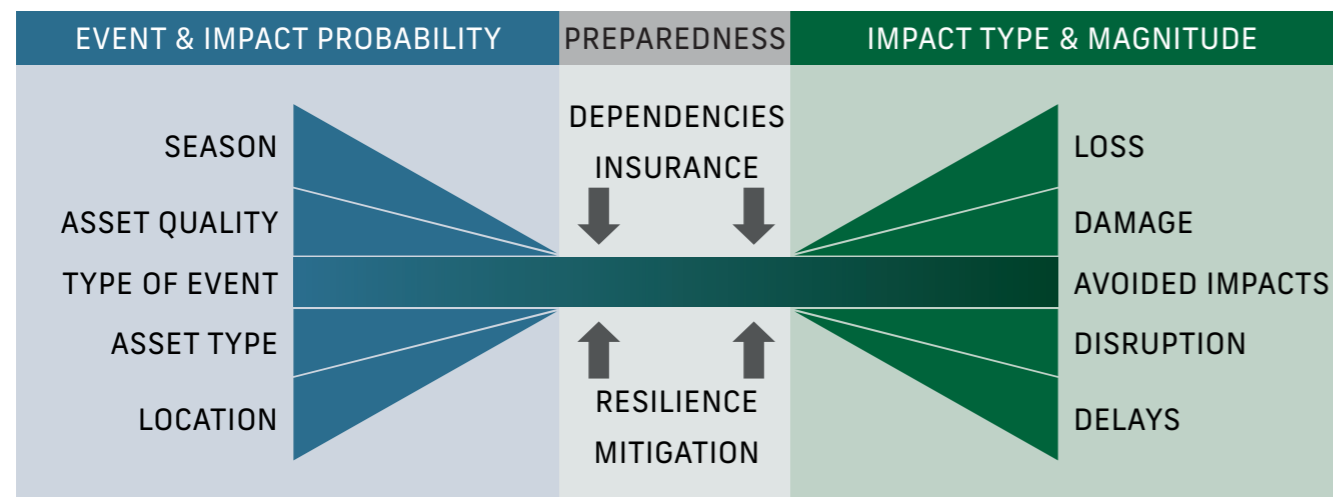 EVENT & IMPACT PROBABILITY
SEASON
ASSET QUALITY
TYPE OF EVENT
ASSET TYPE
LOCATION
PREPAREDNESS
DEPENDENCIES
INSURANCE
RESILIENCE
MITIGATION
IMPACT TYPE & MAGNITUDE
LOSS
DAMAGE
AVOIDED IMPACTS
DISRUPTION
DELAYS